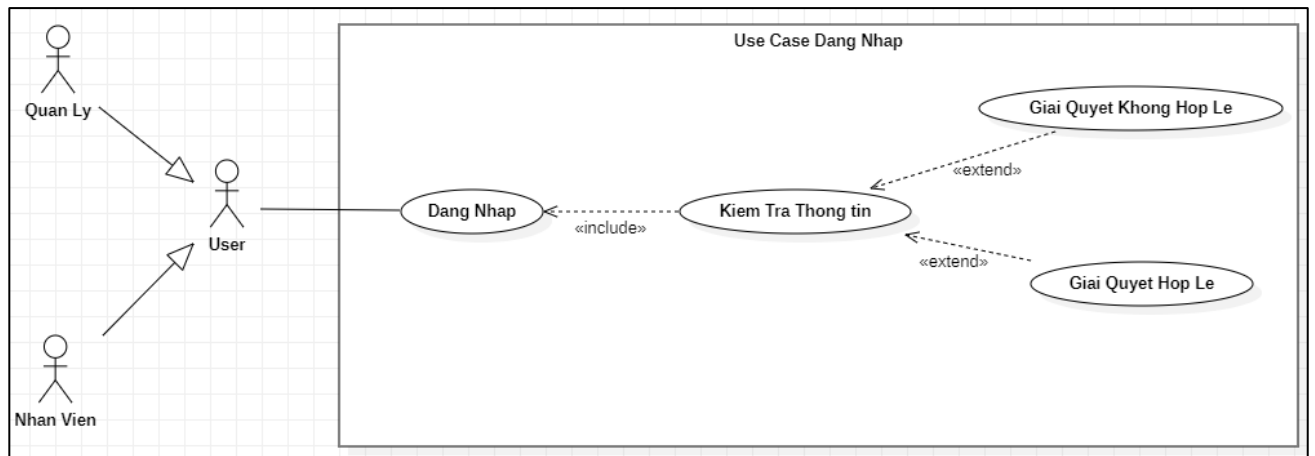 Use Case Dang Nhap
Quan Ly
Giai Quyet Khong Hop Le
«extend»
Dang Nhap
Kiem Tra Thong tin
«include»
User
«extend»
Giai Quyet Hop Le
Nhan Vien